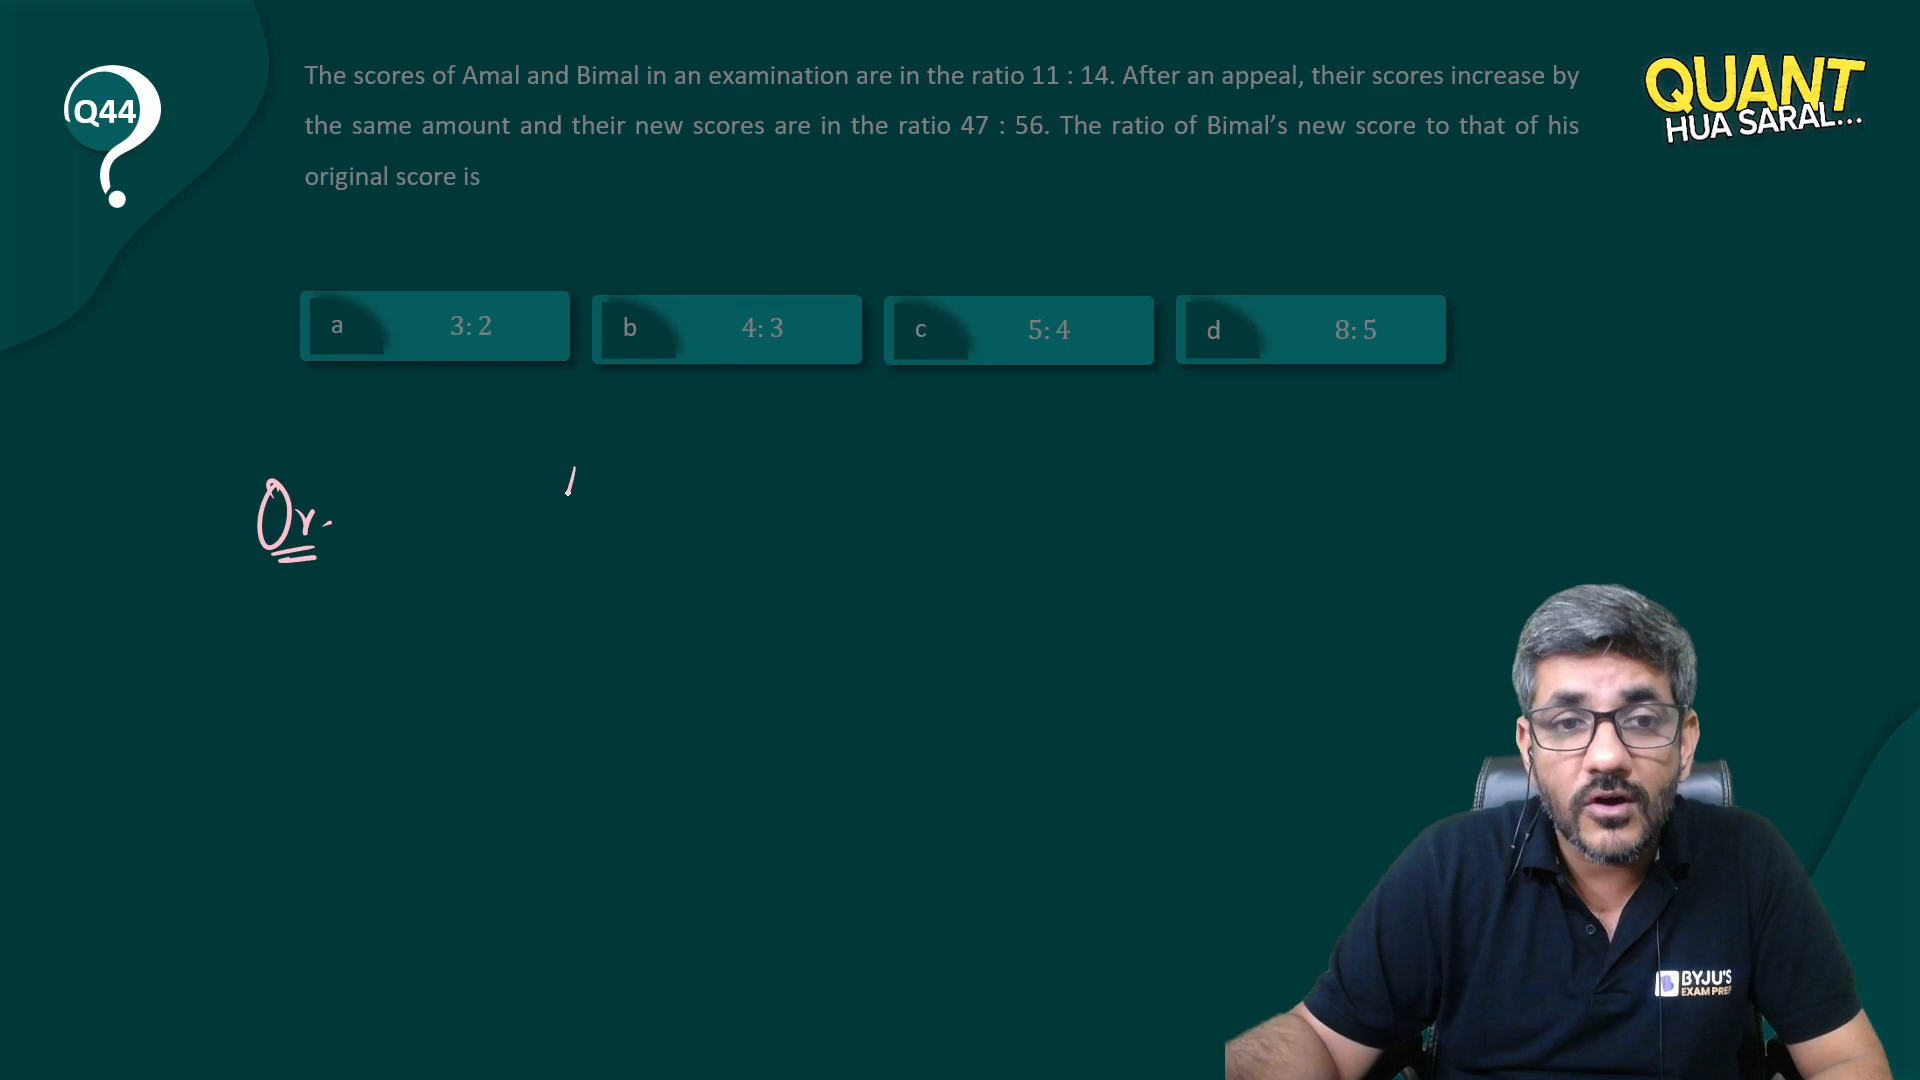 Q44
The scores of Amal and Bimal in an examination are in the ratio 11 : 14. After an appeal, their scores increase by
the same amount and their new scores are in the ratio 47 : 56. The ratio of Bimal’s new score to that of his
original score is
QUANT
HUA SARAL...
a 3: 2
b 4: 3
c 5: 4
d 8: 5
Or.
BYJU'S
EXAM PREP